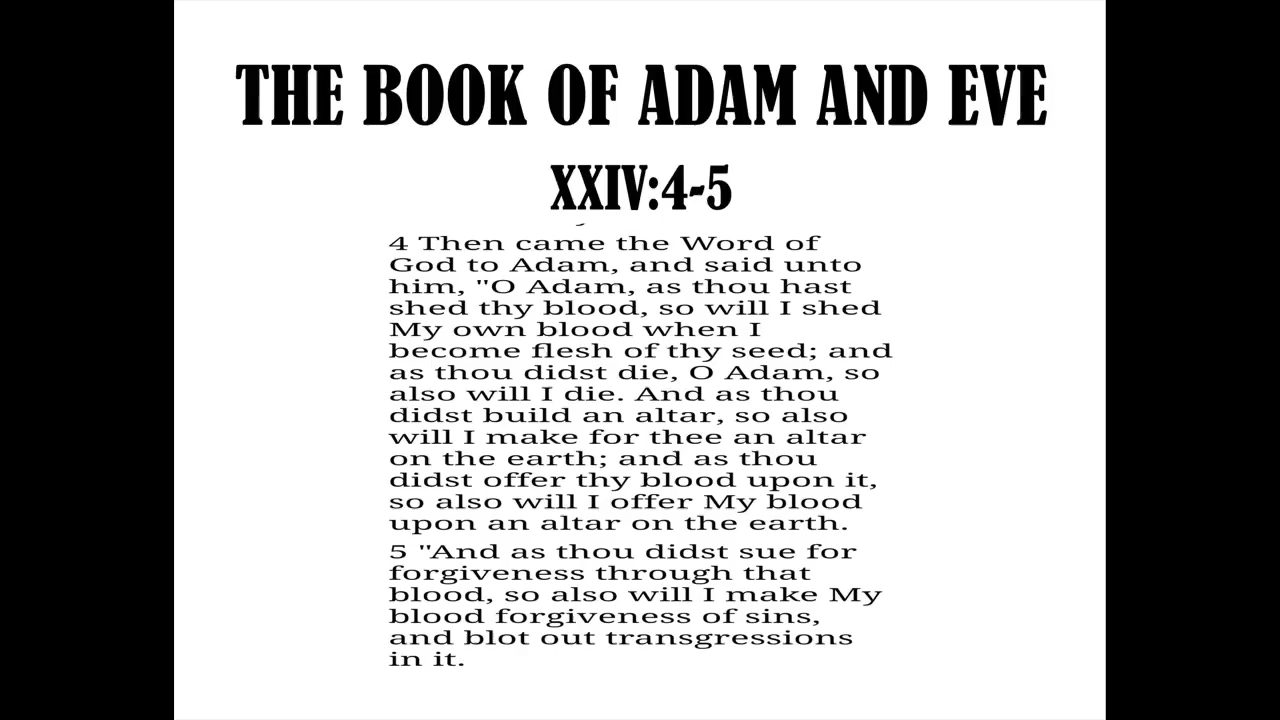 THE BOOK OF ADAM AND EVE
XXIV:4-5
4 Then came the Word of
God to Adam, and said unto
him, "O Adam, as thou hast
shed thy blood, so will I shed
My own blood when I
become flesh of thy seed; and
as thou didst die, O Adam, so
also will I die. And as thou
didst build an altar, so also
will I make for thee an altar
on the earth; and as thou
didst offer thy blood upon it,
so also will I offer My blood
upon an altar on the earth.
5 "And as thou didst sue for
forgiveness through that
blood, so also will I make My
blood forgiveness of sins,
and blot out transgressions
in it.